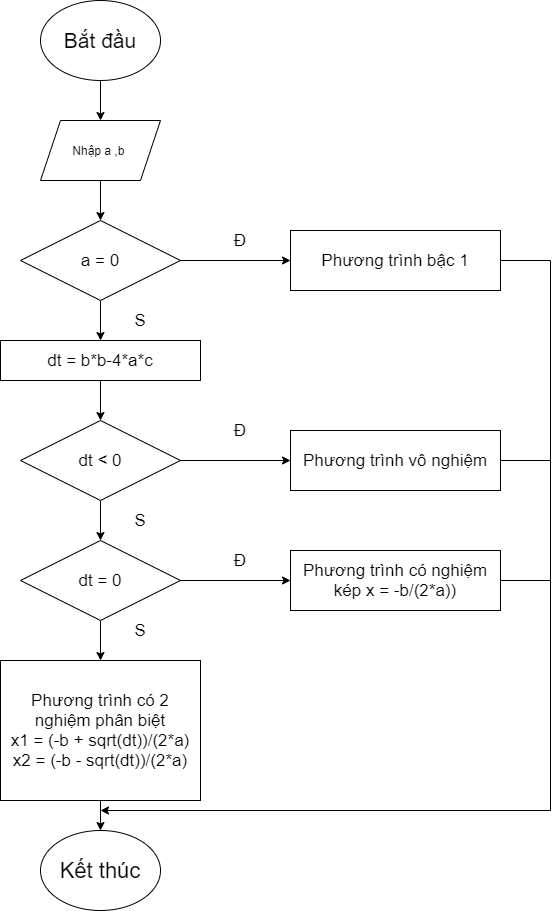 Bắt đầu
Nhập a ,b
a = 0
Đ
Phương trình bậc 1
S
dt = b*b-4*a*c
dt < 0
Đ
Phương trình vô nghiệm
S
dt = 0
Đ
Phương trình có nghiệm
kép x = -b/(2*a))
S
Phương trình có 2
nghiệm phân biệt
x1 = (-b + sqrt(dt))/(2*a)
x2 = (-b - sqrt(dt))/(2*a)
Kết thúc